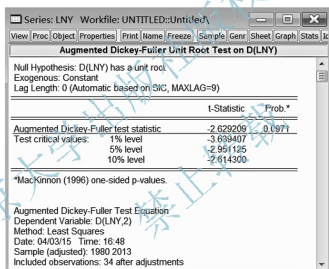 Series: LNY Workfile: UNTITLED::Untitled\
View Proc Object Properties Print Name Freeze Sample Genr Sheet Graph Stats
Augmented Dickey-Fuller Unit Root Test on D(LNY)
Null Hypothesis: D(LNY) has a unit root
Exogenous: Constant
Lag Length: 0 (Automatic based on SIC, MAXLAG=9)
t-Statistic Prob.*
Augmented Dickey-Fuller test statistic -2.629209 0.0971
Test critical values: 1% level -3.639407
5% level -2.951125
10% level -2.614300
*MacKinnon (1996) one-sided p-values.
Augmented Dickey-Fuller Test Equation
Dependent Variable: D(LNY,2)
Method: Least Squares
Date: 04/03/15 Time: 16:48
Sample (adjusted): 1980 2013
Included observations: 34 after adjustments